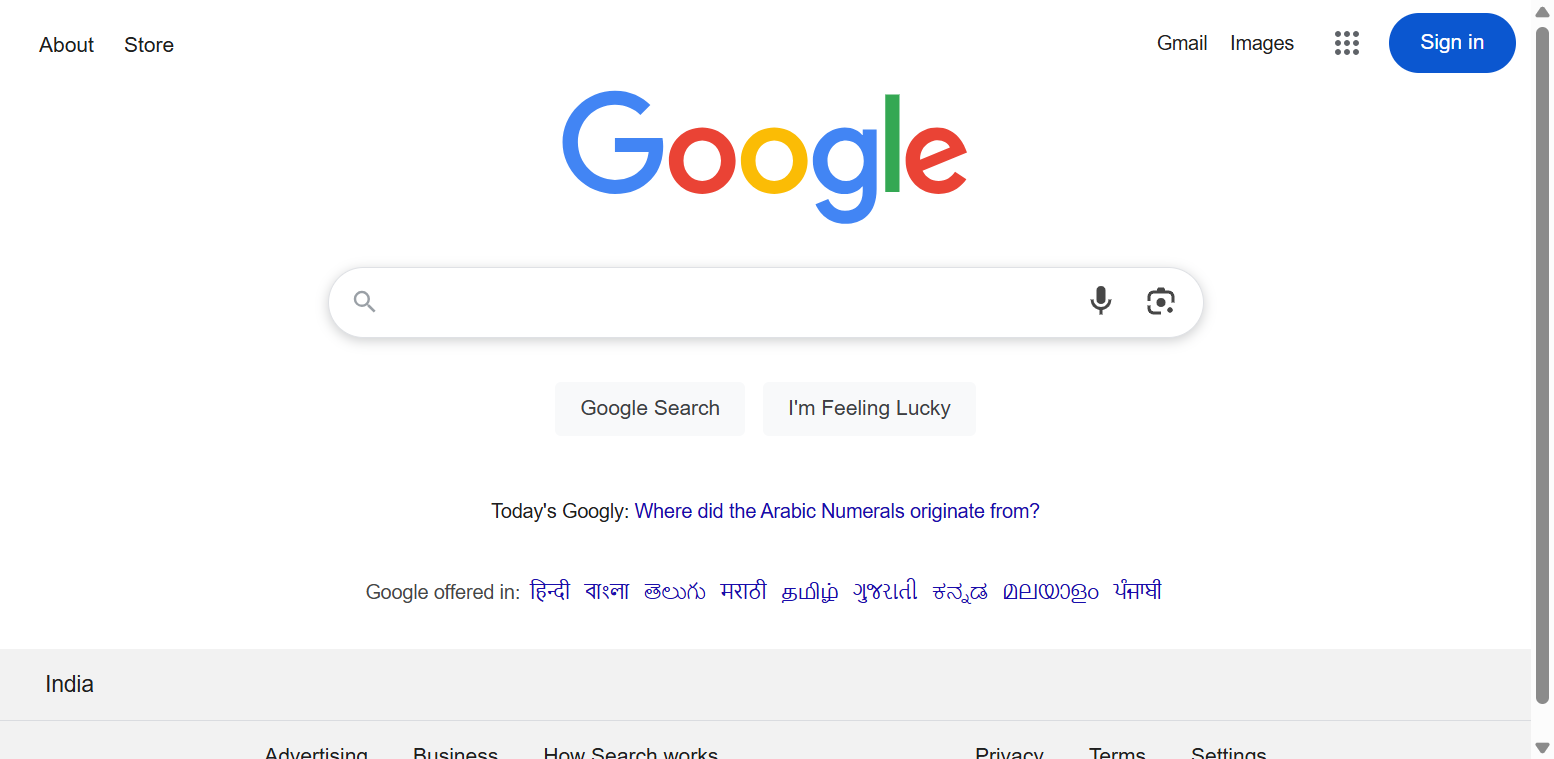 About Store Gmail Images Sign in
Google
Google Search I'm Feeling Lucky
Today's Googly: Where did the Arabic Numerals originate from?
Google offered in: हिन्दी বাংলা తెలుగు मराठी தமிழ் ગુજરાતી ಕನ್ನಡ മലയാളം ਪੰਜਾਬੀ
India
Advertising Business How Search works Privacy Terms Settings